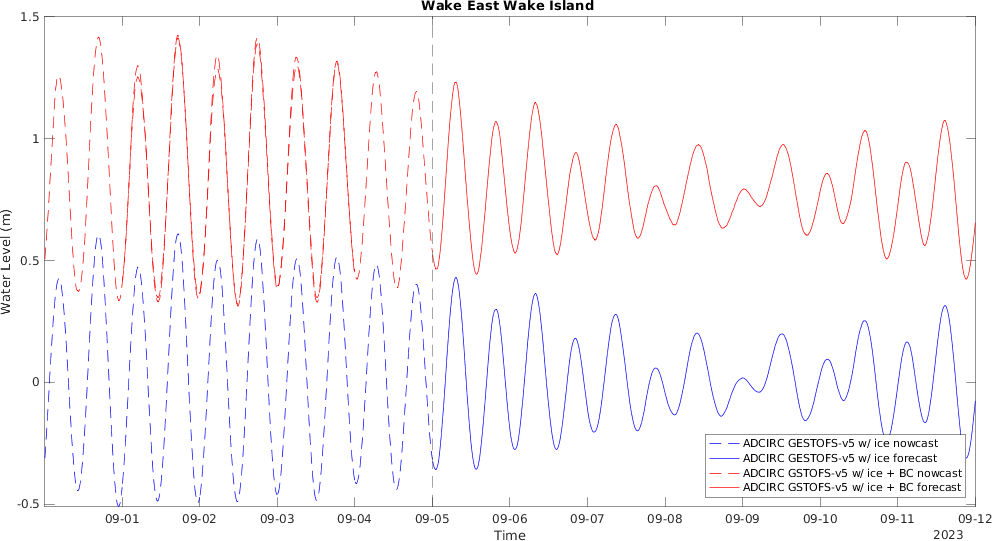 Wake East Wake Island
1.5
1
0.5
0
-0.5
Water Level (m)
ADCIRC GESTOFS-v5 w/ ice nowcast
ADCIRC GESTOFS-v5 w/ ice forecast
ADCIRC GSTOFS-v5 w/ ice + BC nowcast
ADCIRC GSTOFS-v5 w/ ice + BC forecast
09-01 09-02 09-03 09-04 09-05 09-06 09-07 09-08 09-09 09-10 09-11 09-12
Time
2023